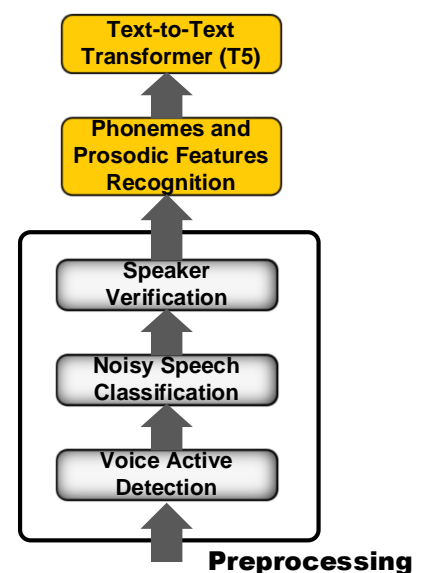 Text-to-Text
Transformer (T5)
Phonemes and
Prosodic Features
Recognition
Speaker
Verification
Noisy Speech
Classification
Voice Active
Detection
Preprocessing